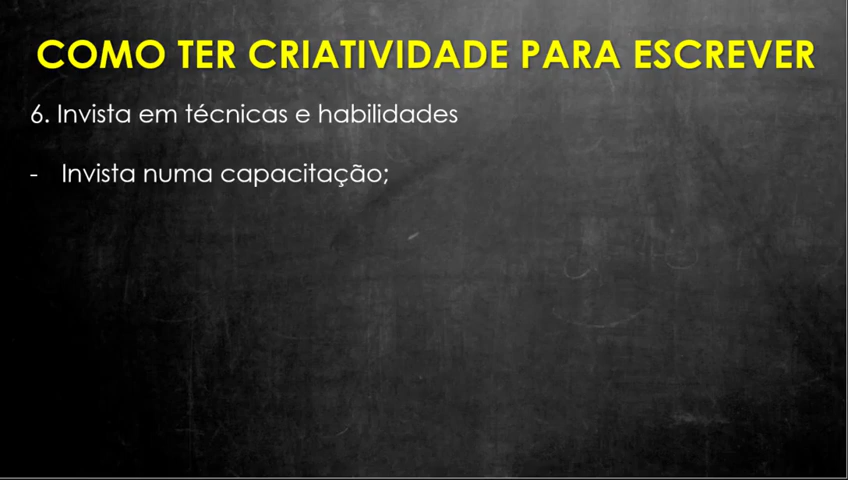 COMO TER CRIATIVIDADE PARA ESCREVER
6. Invista em técnicas e habilidades
- Invista numa capacitação;